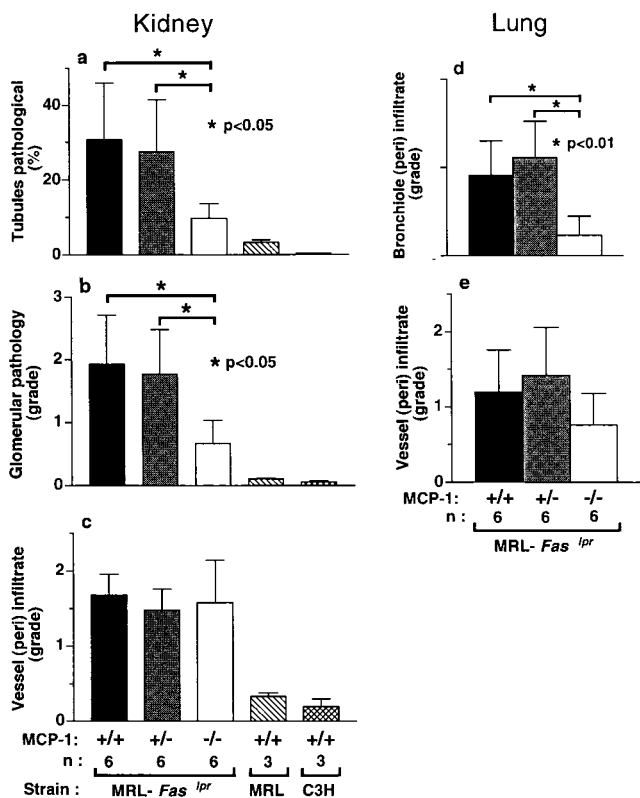 Kidney
Lung
a
Tubules pathological
(%)
40
20
0
*
*
* p<0.05
b
Glomerular pathology
(grade)
3
2
1
0
*
*
* p<0.05
c
Vessel (peri) infiltrate
(grade)
2
1
0
MCP-1: +/+ +/- -/- +/+ +/+
n : 6 6 6 3 3
Strain : MRL- Fas lpr MRL C3H
d
Bronchiole (peri) infiltrate
(grade)
*
*
* p<0.01
e
Vessel (peri) infiltrate
(grade)
2
1
0
MCP-1: +/+ +/- -/-
n : 6 6 6
MRL- Fas lpr